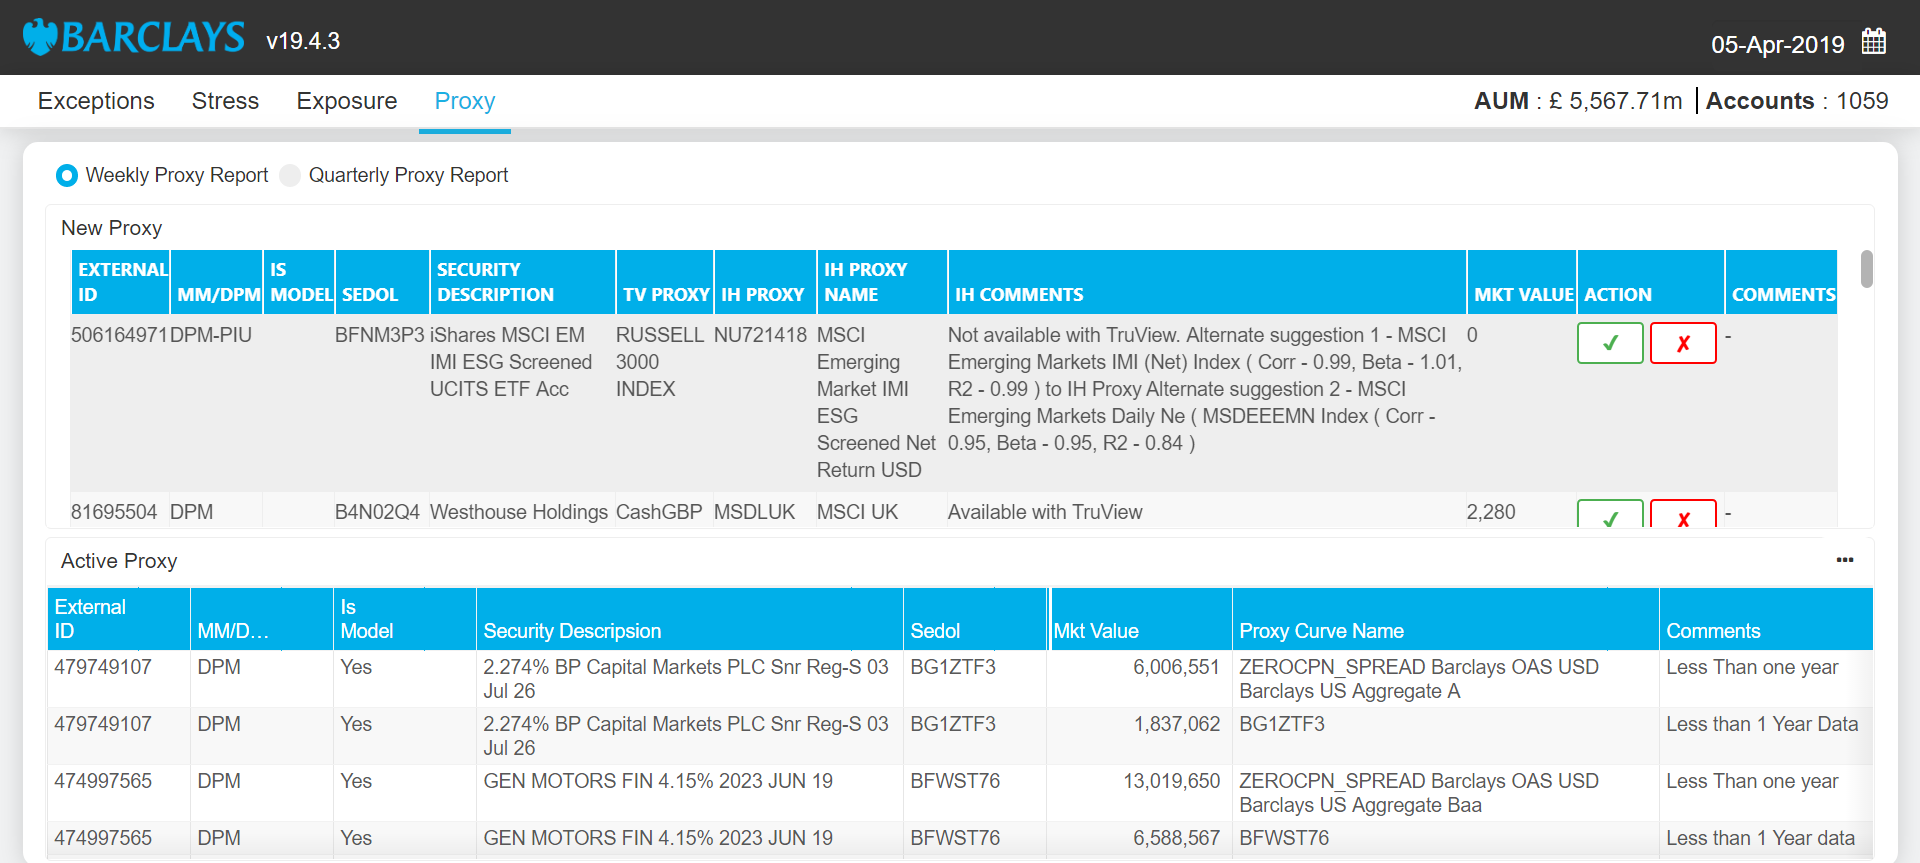 BARCLAYS v19.4.3
05-Apr-2019
Exceptions Stress Exposure Proxy
AUM : £ 5,567.71m | Accounts : 1059
Weekly Proxy Report Quarterly Proxy Report
New Proxy
EXTERNAL ID MM/DPM IS MODEL SEDOL SECURITY DESCRIPTION TV PROXY IH PROXY IH PROXY NAME IH COMMENTS MKT VALUE ACTION COMMENTS
506164971 DPM-PIU BFNM3P3 iShares MSCI EM RUSSELL NU721418 MSCI Not available with TruView. Alternate suggestion 1 - MSCI 0 ✓ ✗ -
IMI ESG Screened 3000 Emerging Emerging Markets IMI (Net) Index ( Corr - 0.99, Beta - 1.01,
UCITS ETF Acc INDEX Market IMI R2 - 0.99 ) to IH Proxy Alternate suggestion 2 - MSCI
ESG Emerging Markets Daily Ne ( MSDEEEMN Index ( Corr -
Screened Net 0.95, Beta - 0.95, R2 - 0.84 )
Return USD
81695504 DPM B4N02Q4 Westhouse Holdings CashGBP MSDLUK MSCI UK Available with TruView 2,280 ✓ ✗ -
Active Proxy ...
External ID MM/D... Is Model Security Descripsion Sedol Mkt Value Proxy Curve Name Comments
479749107 DPM Yes 2.274% BP Capital Markets PLC Snr Reg-S 03 BG1ZTF3 6,006,551 ZEROCPN_SPREAD Barclays OAS USD Less Than one year
Jul 26 Barclays US Aggregate A
479749107 DPM Yes 2.274% BP Capital Markets PLC Snr Reg-S 03 BG1ZTF3 1,837,062 BG1ZTF3 Less than 1 Year Data
Jul 26
474997565 DPM Yes GEN MOTORS FIN 4.15% 2023 JUN 19 BFWST76 13,019,650 ZEROCPN_SPREAD Barclays OAS USD Less Than one year
Barclays US Aggregate Baa
474997565 DPM Yes GEN MOTORS FIN 4.15% 2023 JUN 19 BFWST76 6,588,567 BFWST76 Less than 1 Year data